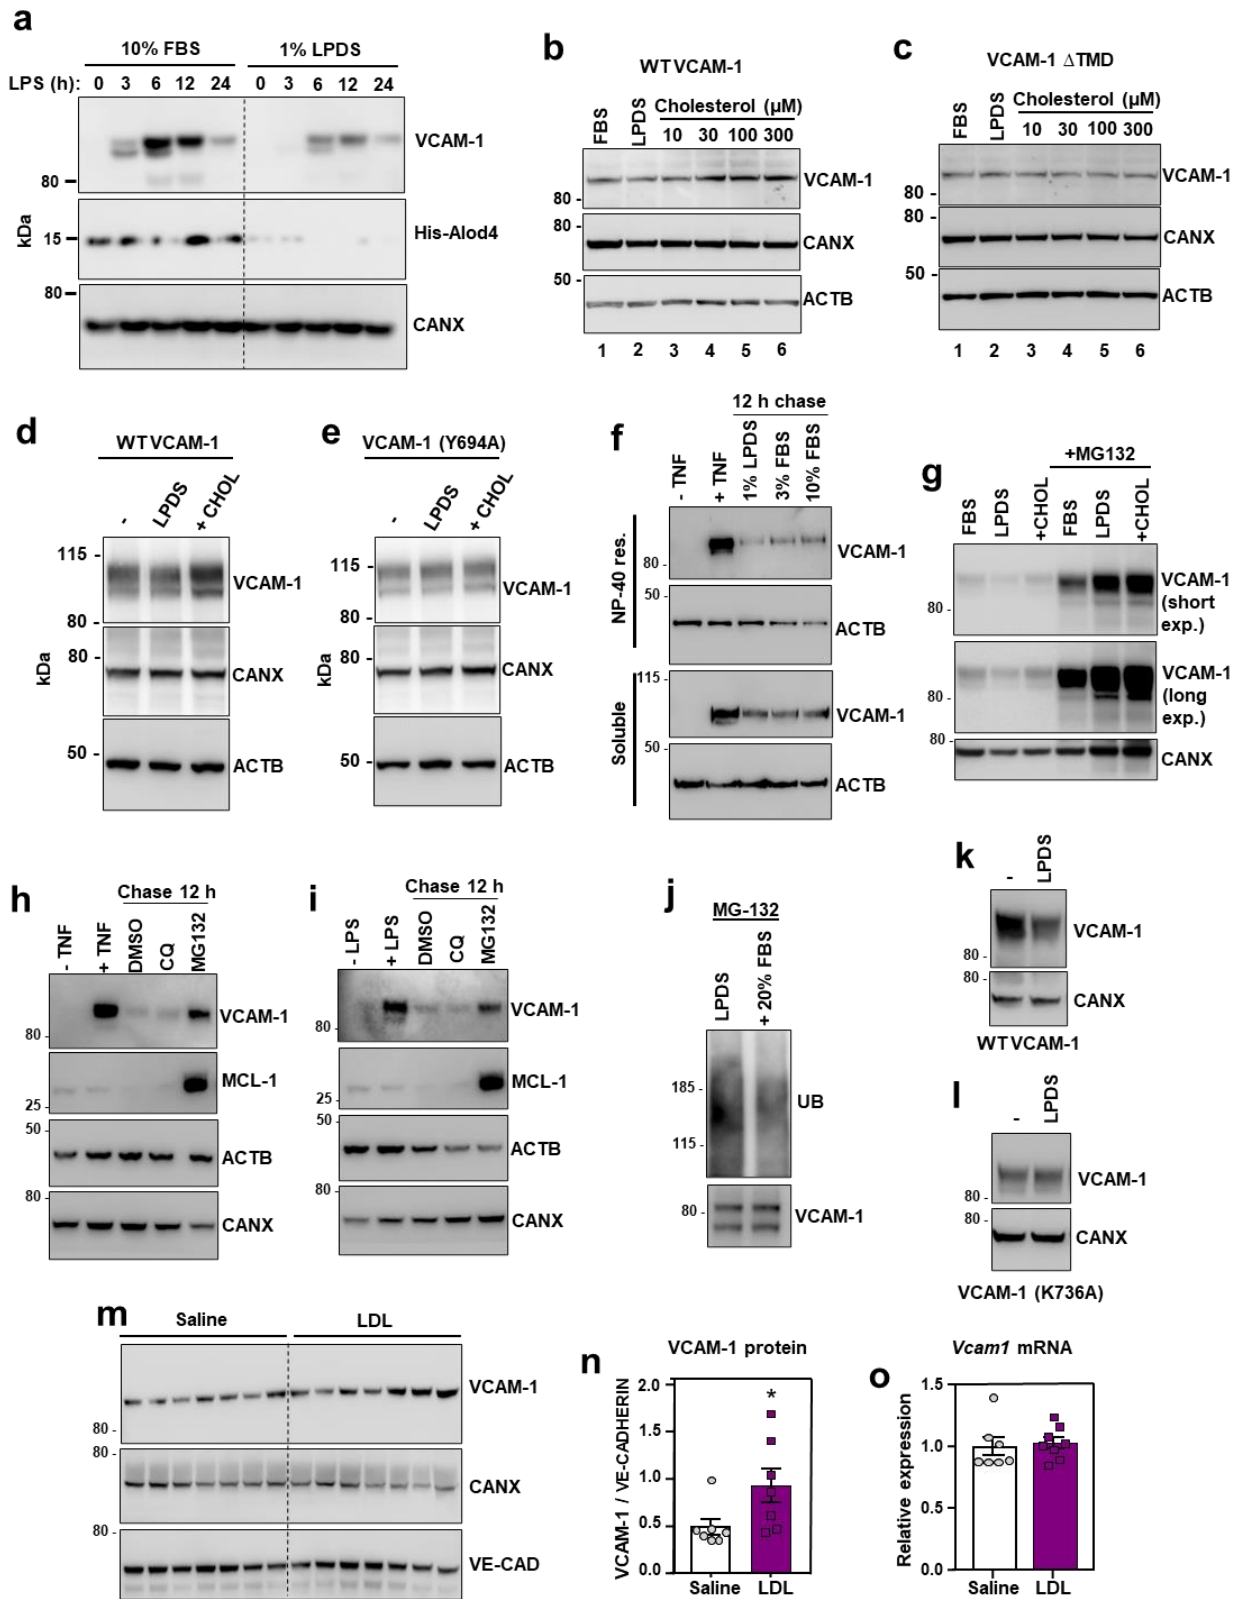 a
10% FBS 1% LPDS
LPS (h): 0 3 6 12 24 0 3 6 12 24
VCAM-1
80
His-Alod4
15
kDa
80
CANX
b
WT VCAM-1
FBS LPDS Cholesterol (µM)
10 30 100 300
VCAM-1
80 -
80 -
CANX
50 -
ACTB
1 2 3 4 5 6
c
VCAM-1 ΔTMD
FBS LPDS Cholesterol (µM)
10 30 100 300
VCAM-1
80 -
80 -
CANX
50 -
ACTB
1 2 3 4 5 6
d
WT VCAM-1
- LPDS + CHOL
115 -
VCAM-1
80 -
80 -
kDa
CANX
50 -
ACTB
e
VCAM-1 (Y694A)
- LPDS + CHOL
115 -
VCAM-1
80 -
80 -
kDa
CANX
50 -
ACTB
f
12 h chase
- TNF + TNF 1% LPDS 3% FBS 10% FBS
NP-40 res.
VCAM-1
80 -
50 -
ACTB
Soluble
115 -
VCAM-1
50 -
ACTB
g
+MG132
FBS LPDS +CHOL FBS LPDS +CHOL
VCAM-1
(short
exp.)
80 -
VCAM-1
(long
exp.)
80 -
80 -
CANX
h
Chase 12 h
- TNF + TNF DMSO CQ MG132
VCAM-1
80 -
MCL-1
25 -
50 -
ACTB
80 -
CANX
i
Chase 12 h
- LPS + LPS DMSO CQ MG132
VCAM-1
80 -
MCL-1
25 -
50 -
ACTB
80 -
CANX
j
MG-132
LPDS + 20% FBS
185 -
UB
115 -
80 -
VCAM-1
k
- LPDS
VCAM-1
80 -
80 -
CANX
WT VCAM-1
l
- LPDS
VCAM-1
80 -
80 -
CANX
VCAM-1 (K736A)
m
Saline LDL
VCAM-1
80 -
80 -
CANX
80 -
VE-CAD
n
VCAM-1 protein
VCAM-1 / VE-CADHERIN
2.0
1.5
1.0
0.5
0.0
*
Saline LDL
o
Vcam1 mRNA
Relative expression
1.5
1.0
0.5
0.0
Saline LDL